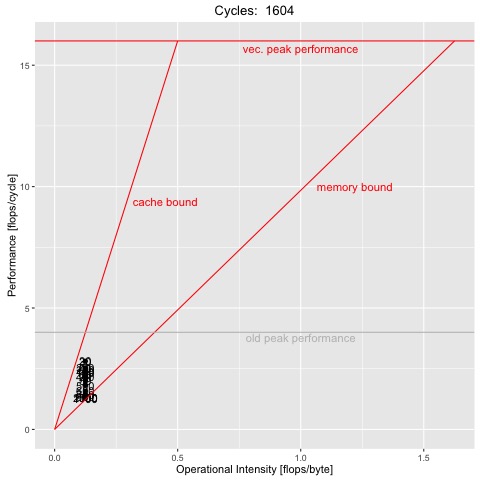 Cycles: 1604
vec. peak performance
15
memory bound
10
cache bound
Performance [flops/cycle]
5
old peak performance
0
0.0 0.5 1.0 1.5
Operational Intensity [flops/byte]